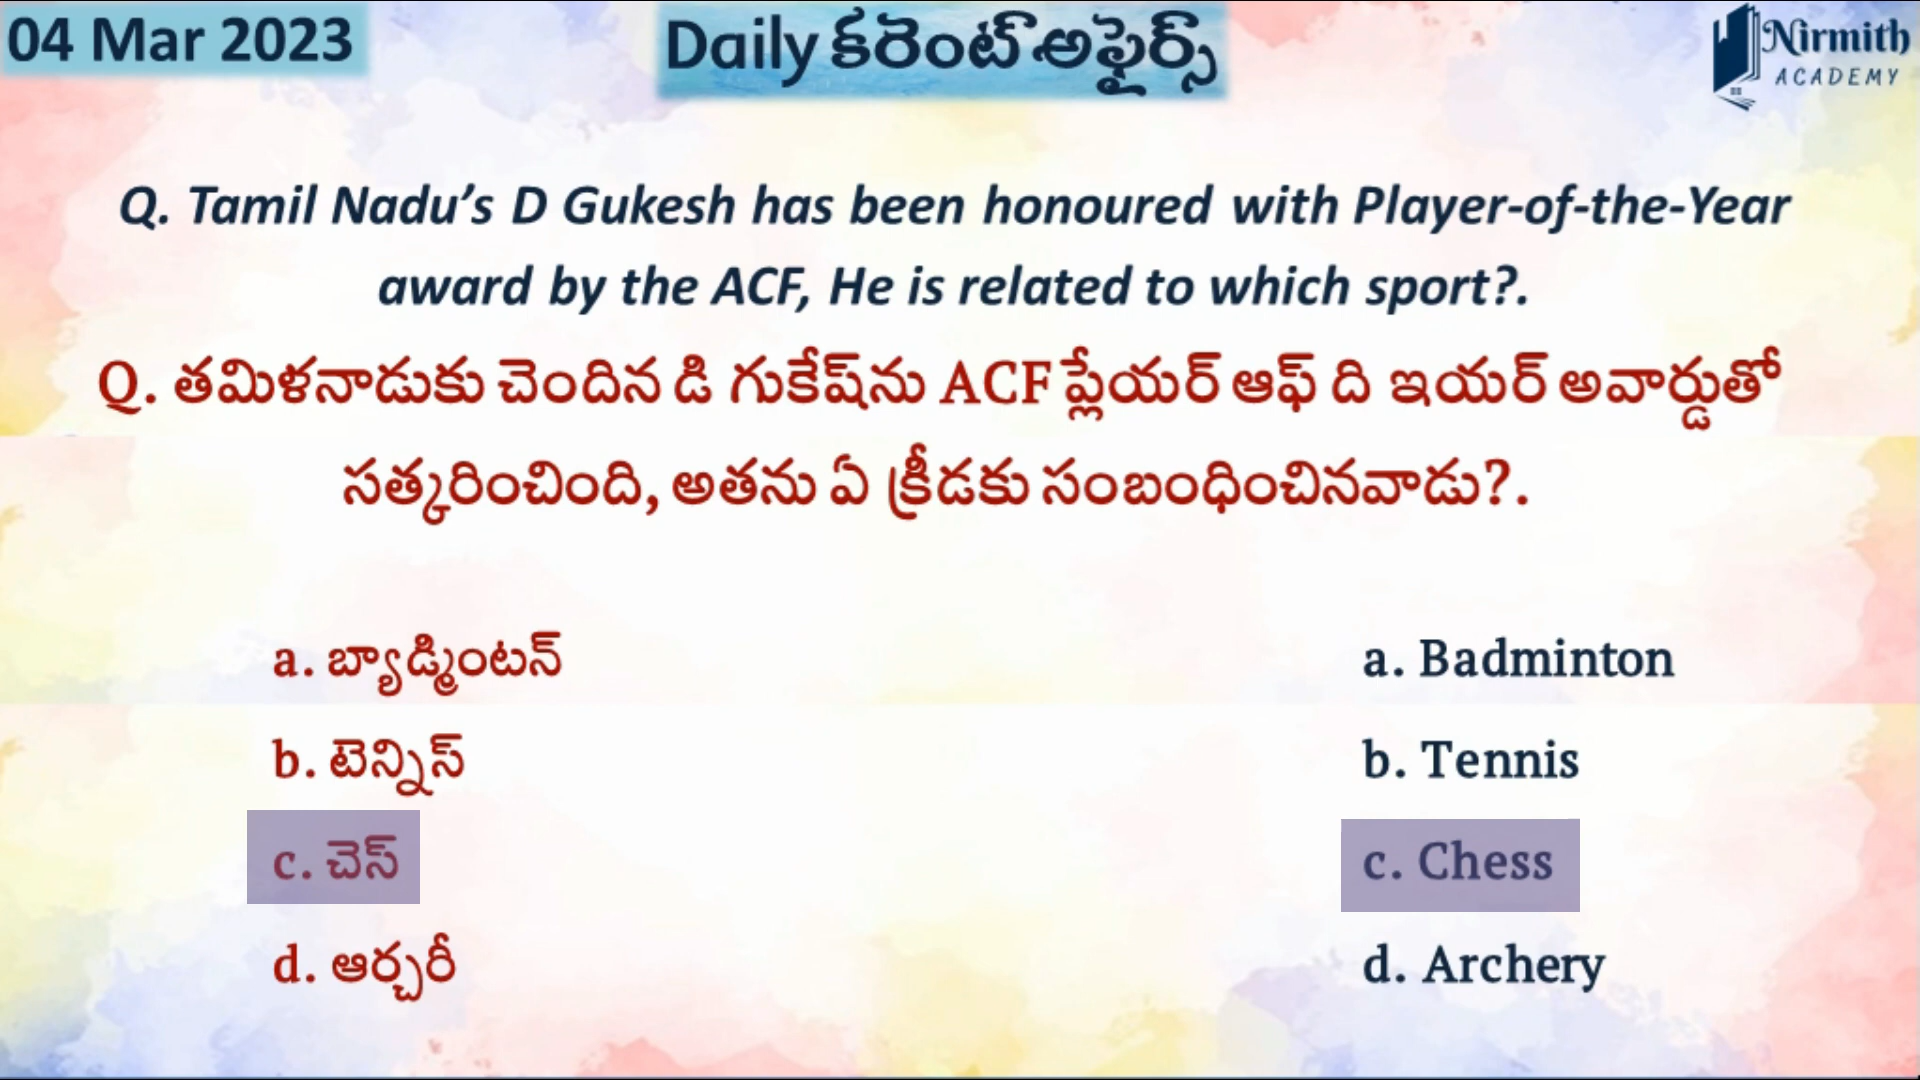 04 Mar 2023
Daily కరెంట్ అఫైర్స్
Nirmith
ACADEMY
Q. Tamil Nadu’s D Gukesh has been honoured with Player-of-the-Year
award by the ACF, He is related to which sport?.
Q. తమిళనాడుకు చెందిన డి గుకేష్‌ను ACF ప్లేయర్ ఆఫ్ ది ఇయర్ అవార్డుతో
సత్కరించింది, అతను ఏ క్రీడకు సంబంధించినవాడు?.
a. బ్యాడ్మింటన్
b. టెన్నిస్
c. చెస్
d. ఆర్చరీ
a. Badminton
b. Tennis
c. Chess
d. Archery